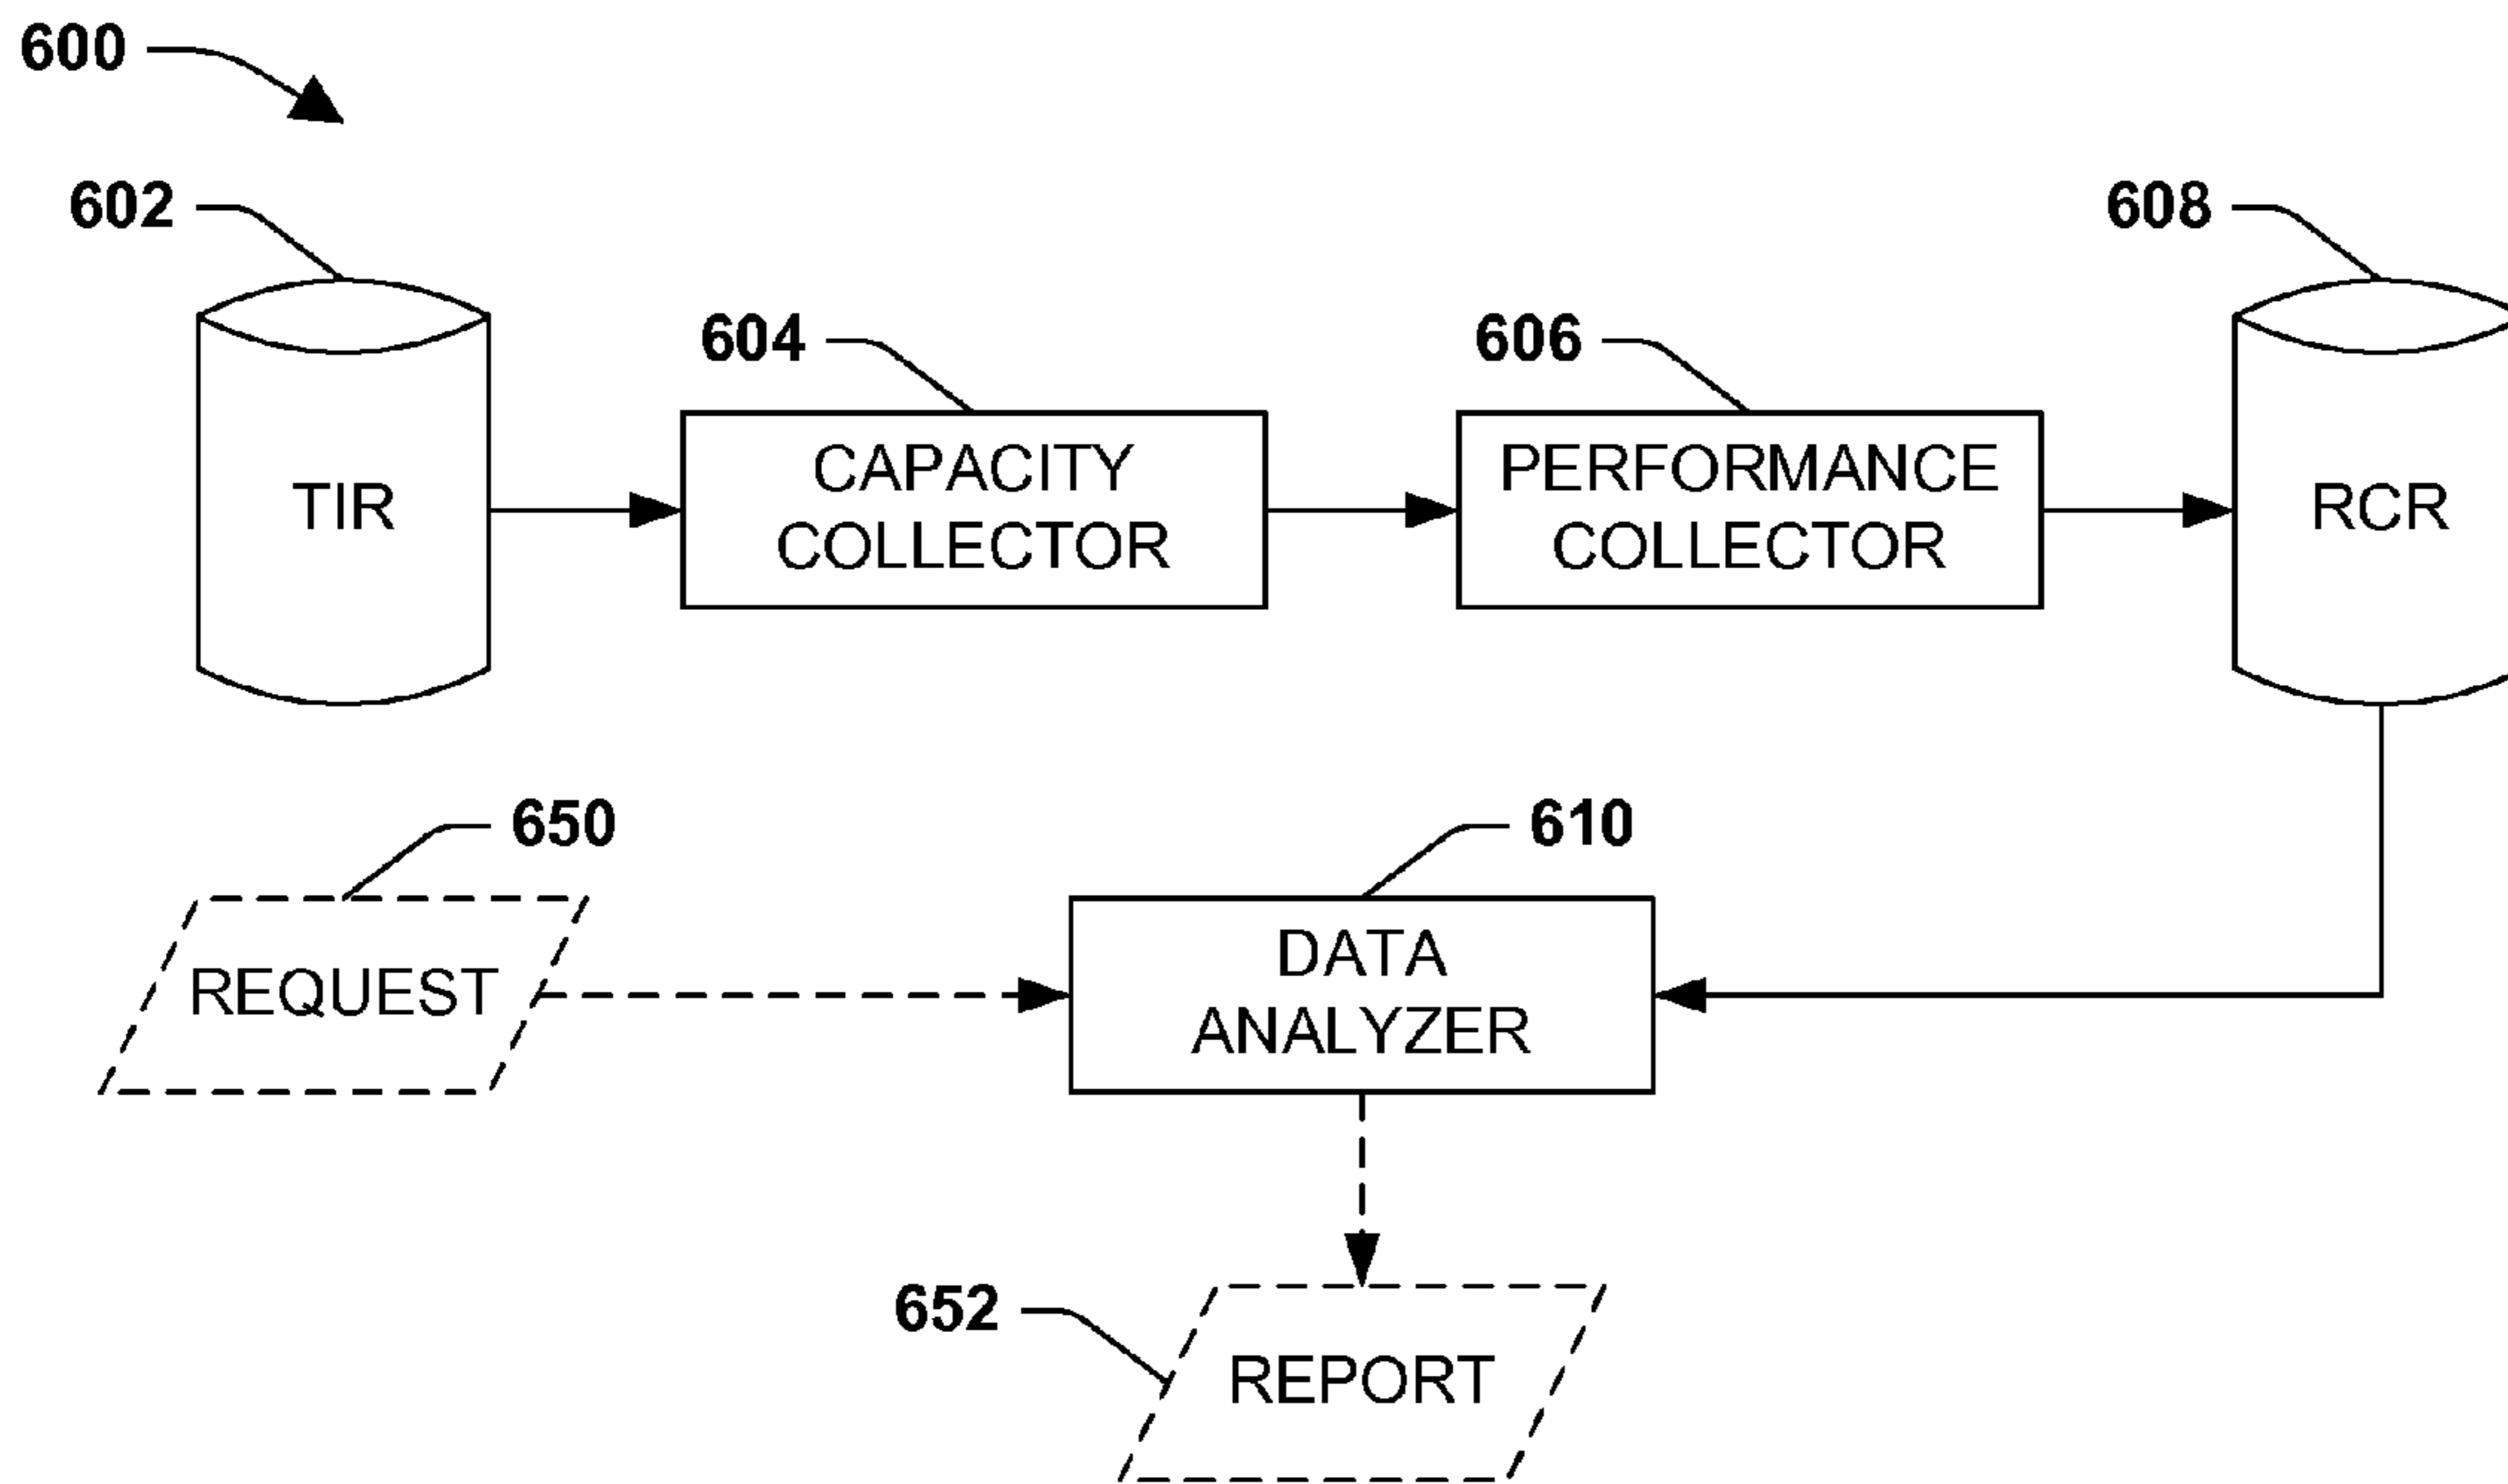 600
602
608
604
606
TIR
CAPACITY
COLLECTOR
PERFORMANCE
COLLECTOR
RCR
650
610
REQUEST
DATA
ANALYZER
652
REPORT